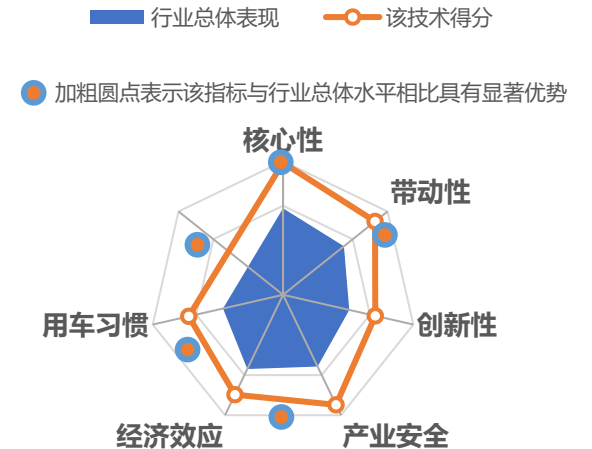 行业总体表现 该技术得分
加粗圆点表示该指标与行业总体水平相比具有显著优势
核心性
带动性
用车习惯 创新性
经济效应 产业安全